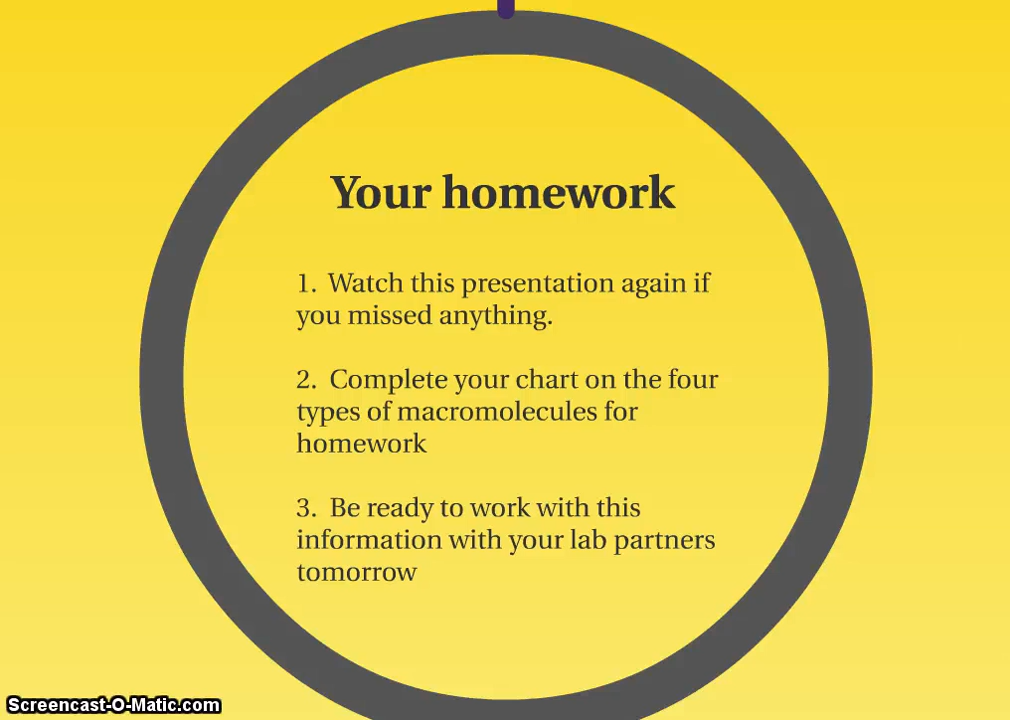 Your homework
1. Watch this presentation again if
you missed anything.
2. Complete your chart on the four
types of macromolecules for
homework
3. Be ready to work with this
information with your lab partners
tomorrow
Screencast-O-Matic.com